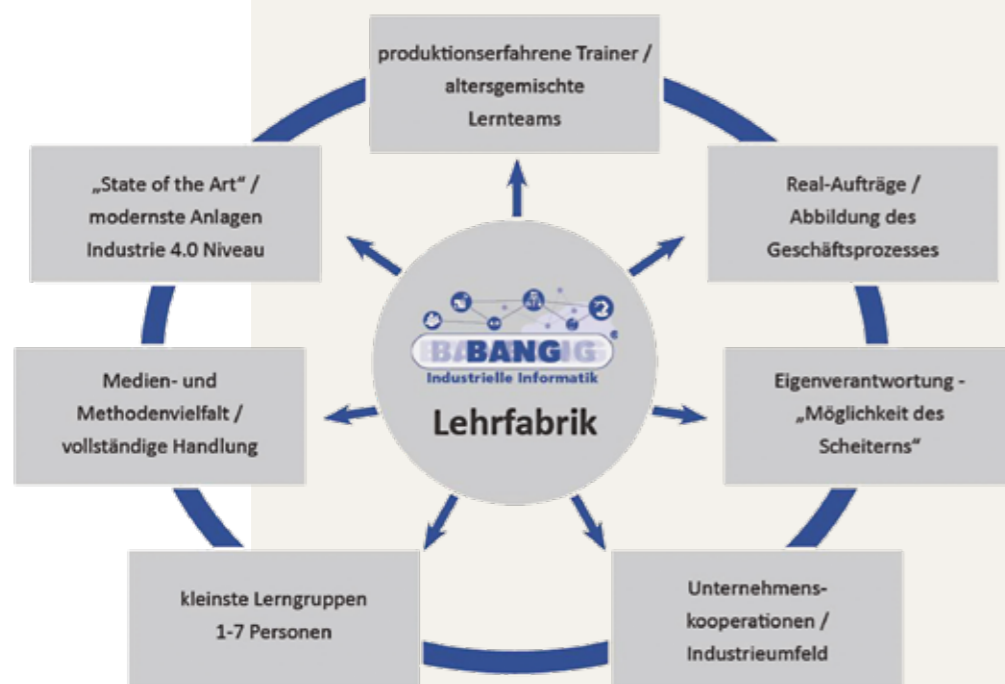 produktionserfahrene Trainer /
altersgemischte
Lernteams
„State of the Art“ /
modernste Anlagen
Industrie 4.0 Niveau
Real-Aufträge /
Abbildung des
Geschäftsprozesses
BANG
Industrielle Informatik
Lehrfabrik
Medien- und
Methodenvielfalt /
vollständige Handlung
Eigenverantwortung -
„Möglichkeit des
Scheiterns“
kleinste Lerngruppen
1-7 Personen
Unternehmens-
kooperationen /
Industrieumfeld